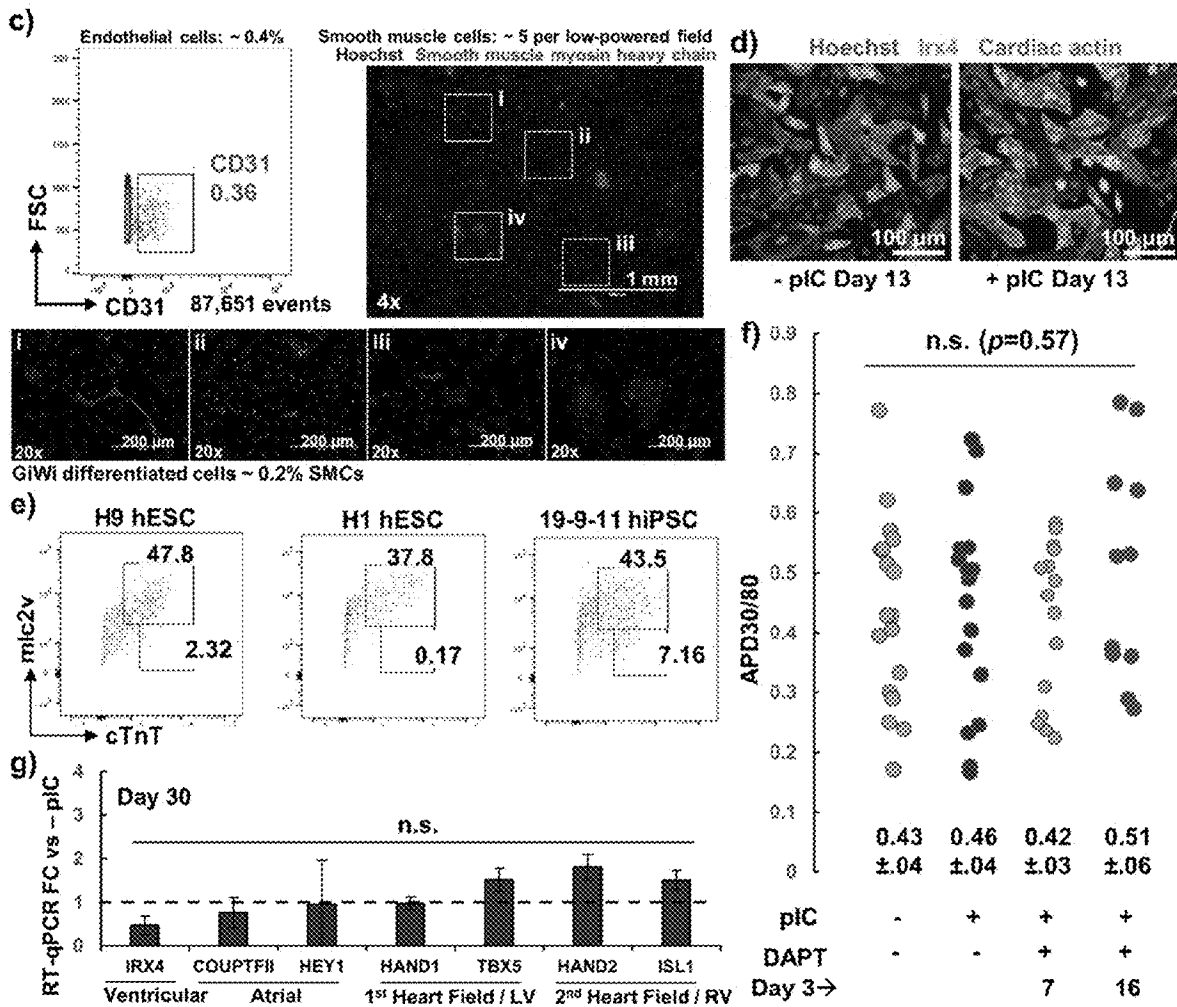 c)
Endothelial cells: ~ 0.4%
CD31
0.36
FSC
CD31
87,651 events
Smooth muscle cells: ~ 5 per low-powered field
Hoechst Smooth muscle myosin heavy chain
i
ii
iv
iii
1 mm
4x
d)
Hoechst Irx4 Cardiac actin
100 µm
100 µm
- pIC Day 13
+ pIC Day 13
i
ii
iii
iv
20x
200 µm
20x
200 µm
20x
200 µm
20x
200 µm
GiWi differentiated cells ~ 0.2% SMCs
e)
H9 hESC
H1 hESC
19-9-11 hiPSC
47.8
2.32
37.8
0.17
43.5
7.16
mlc2v
cTnT
f)
n.s. (p=0.57)
APD30/80
0.9
0.8
0.7
0.6
0.5
0.4
0.3
0.2
0.1
0
0.43 0.46 0.42 0.51
±.04 ±.04 ±.03 ±.06
pIC - + + +
DAPT - - + +
Day 3→ 7 16
g)
RT-qPCR FC vs – pIC
4
3
2
1
0
Day 30
n.s.
IRX4 COUPTFII HEY1 HAND1 TBX5 HAND2 ISL1
Ventricular Atrial 1st Heart Field / LV 2nd Heart Field / RV